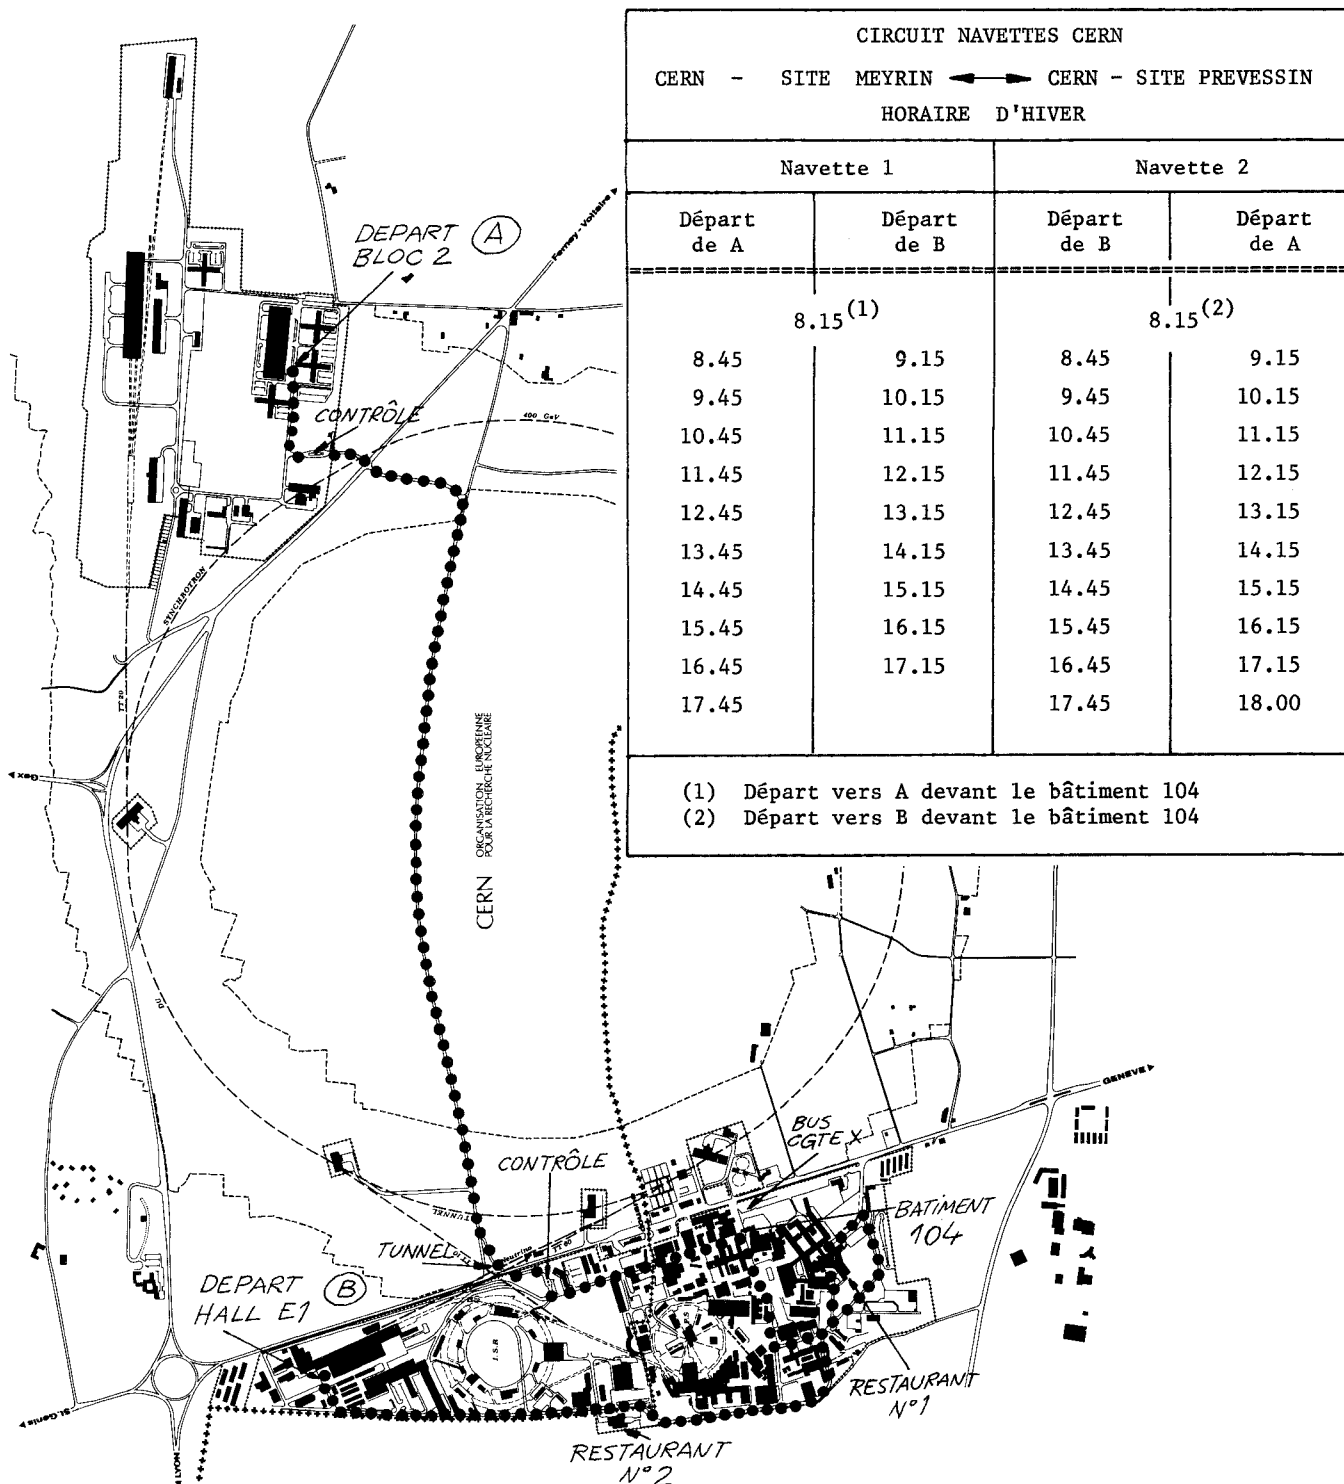 CIRCUIT NAVETTES CERN
CERN - SITE MEYRIN ◄► CERN - SITE PREVESSIN
HORAIRE D'HIVER
Navette 1 Navette 2
Départ de A Départ de B Départ de B Départ de A
8.15(1) 8.15(2)
8.45 9.15 8.45 9.15
9.45 10.15 9.45 10.15
10.45 11.15 10.45 11.15
11.45 12.15 11.45 12.15
12.45 13.15 12.45 13.15
13.45 14.15 13.45 14.15
14.45 15.15 14.45 15.15
15.45 16.15 15.45 16.15
16.45 17.15 16.45 17.15
17.45 17.45 18.00
(1) Départ vers A devant le bâtiment 104
(2) Départ vers B devant le bâtiment 104
DEPART
BLOC 2
A
Ferney-Voltaire
CONTRÔLE
400 GeV
SYNCHROTRON
TT 20
Gex
CERN
ORGANISATION EUROPÉENNE
POUR LA RECHERCHE NUCLÉAIRE
DU
GENEVE
BUS
CGTE X
CONTRÔLE
TUNNEL
BATIMENT
104
TUNNEL
TT 60
DEPART
HALL E1
B
I.S.R
RESTAURANT
N°1
St.Genis
LYON
RESTAURANT
N°2